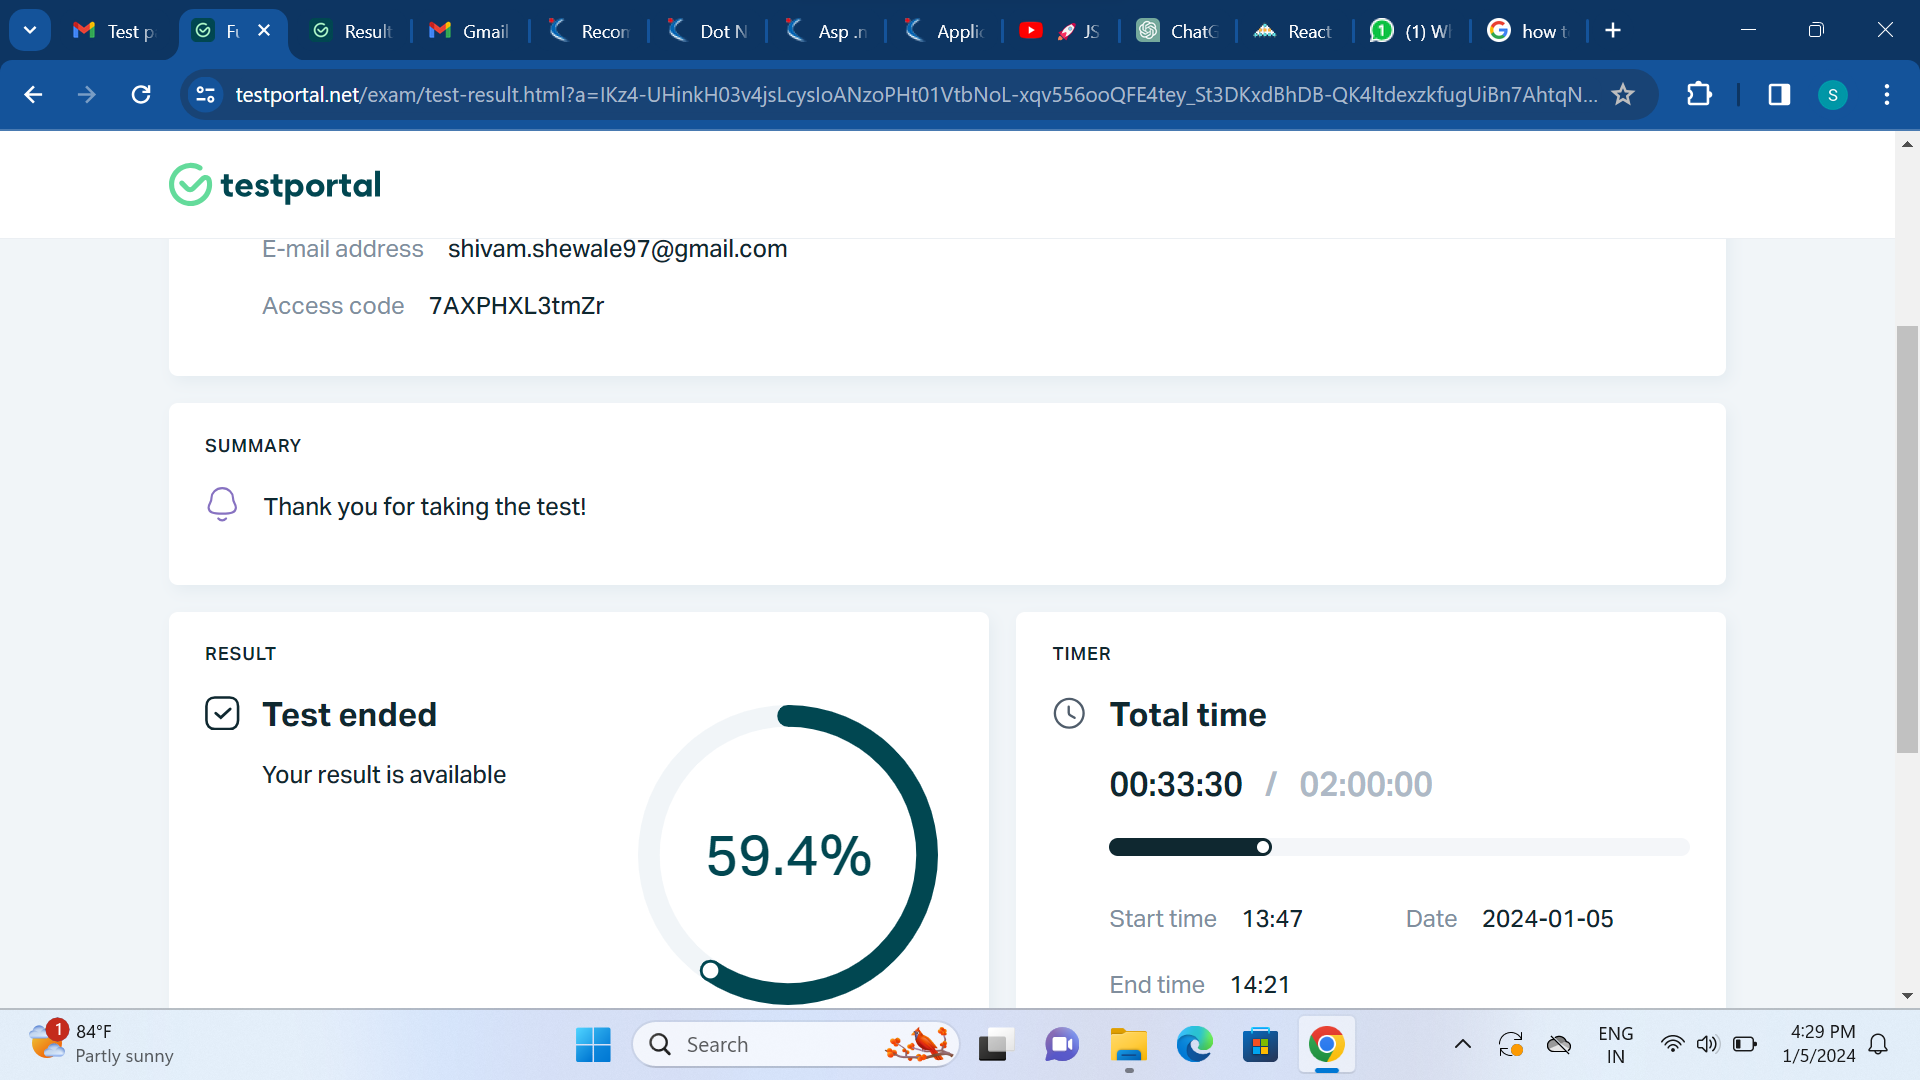 Test p
Fu
Result
Gmail
Recon
Dot N
Asp .n
Applic
JS
ChatG
React
(1) W
how t
testportal.net/exam/test-result.html?a=IKz4-UHinkH03v4jsLcysIoANzoPHt01VtbNoL-xqv556ooQFE4tey_St3DKxdBhDB-QK4ltdexzkfugUiBn7AhtqN...
S
testportal
E-mail address shivam.shewale97@gmail.com
Access code 7AXPHXL3tmZr
SUMMARY
Thank you for taking the test!
RESULT
Test ended
Your result is available
59.4%
TIMER
Total time
00:33:30 / 02:00:00
Start time 13:47 Date 2024-01-05
End time 14:21
1
84°F
Partly sunny
Search
ENG
IN
4:29 PM
1/5/2024